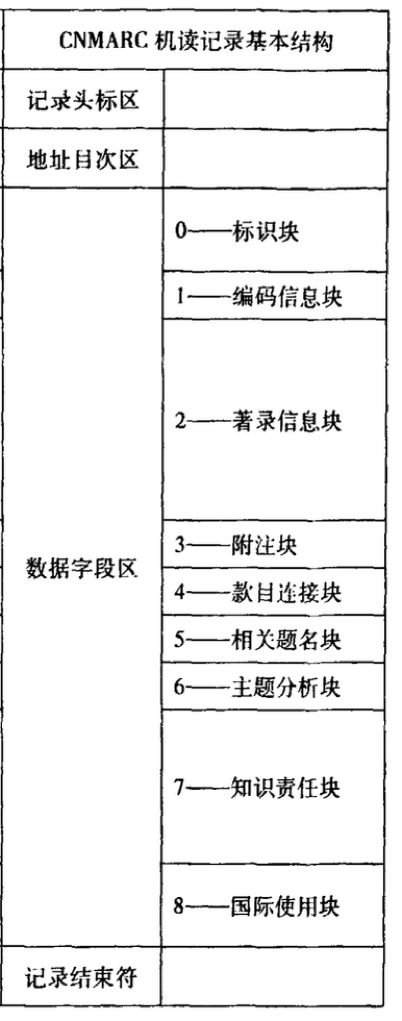 CNMARC 机读记录基本结构
记录头标区
地址目次区
数据字段区
0——标识块
1——编码信息块
2——著录信息块
3——附注块
4——款目连接块
5——相关题名块
6——主题分析块
7——知识责任块
8——国际使用块
记录结束符